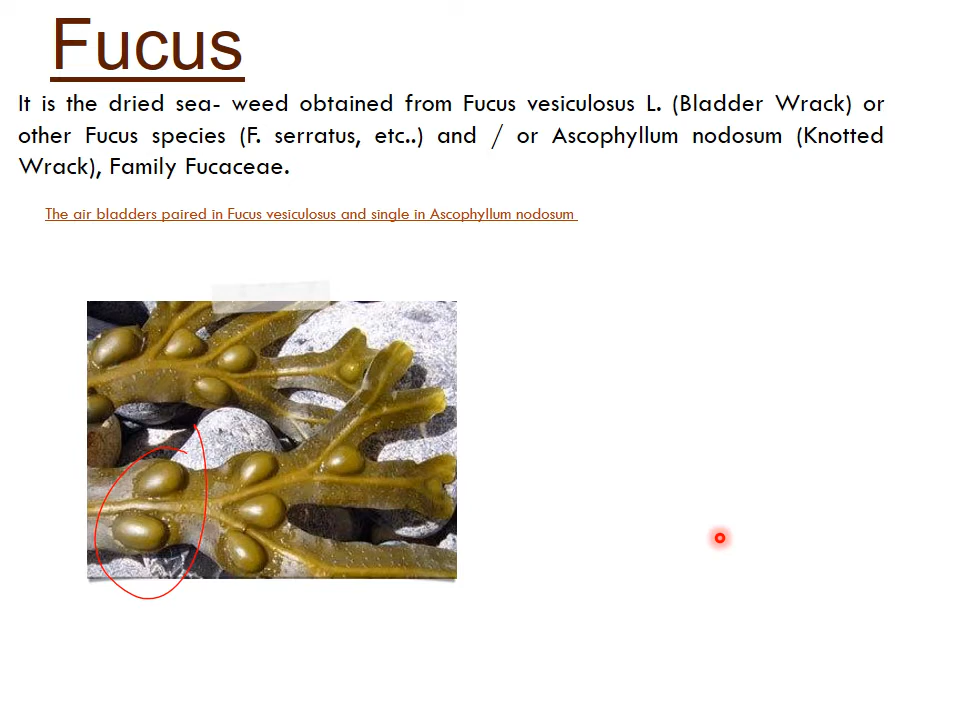 Fucus
It is the dried sea- weed obtained from Fucus vesiculosus L. (Bladder Wrack) or
other Fucus species (F. serratus, etc..) and / or Ascophyllum nodosum (Knotted
Wrack), Family Fucaceae.
The air bladders paired in Fucus vesiculosus and single in Ascophyllum nodosum